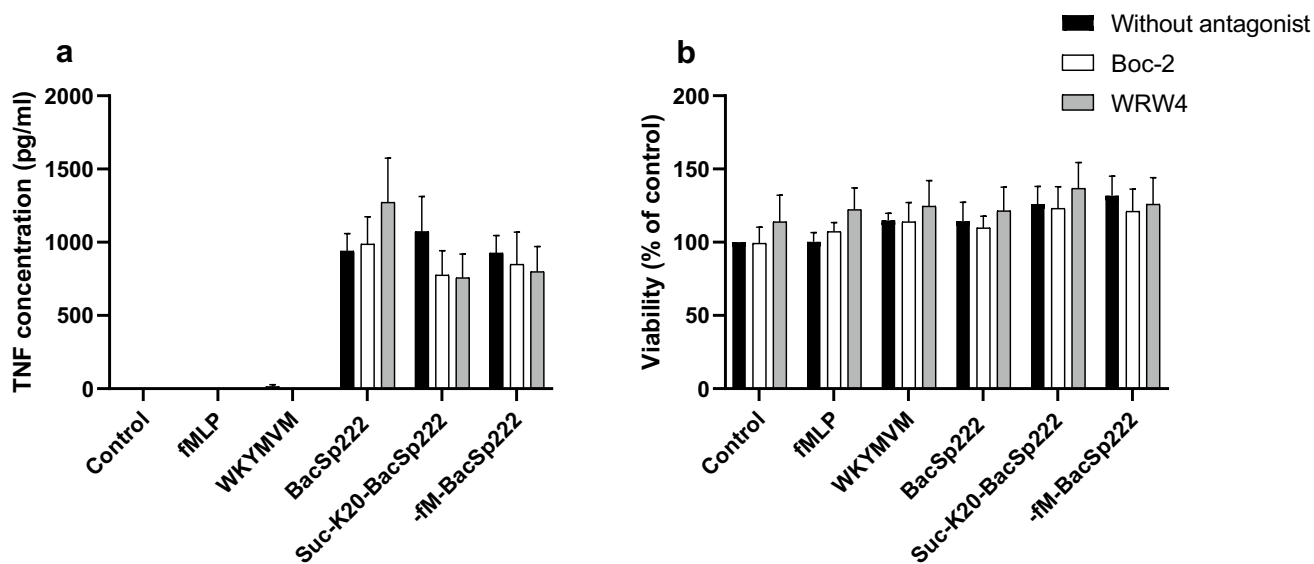 Without antagonist
Boc-2
WRW4
a
TNF concentration (pg/ml)
2000
1500
1000
500
0
Control
fMLP
WKYMVM
BacSp222
Suc-K20-BacSp222
-fM-BacSp222
b
Viability (% of control)
200
150
100
50
0
Control
fMLP
WKYMVM
BacSp222
Suc-K20-BacSp222
-fM-BacSp222